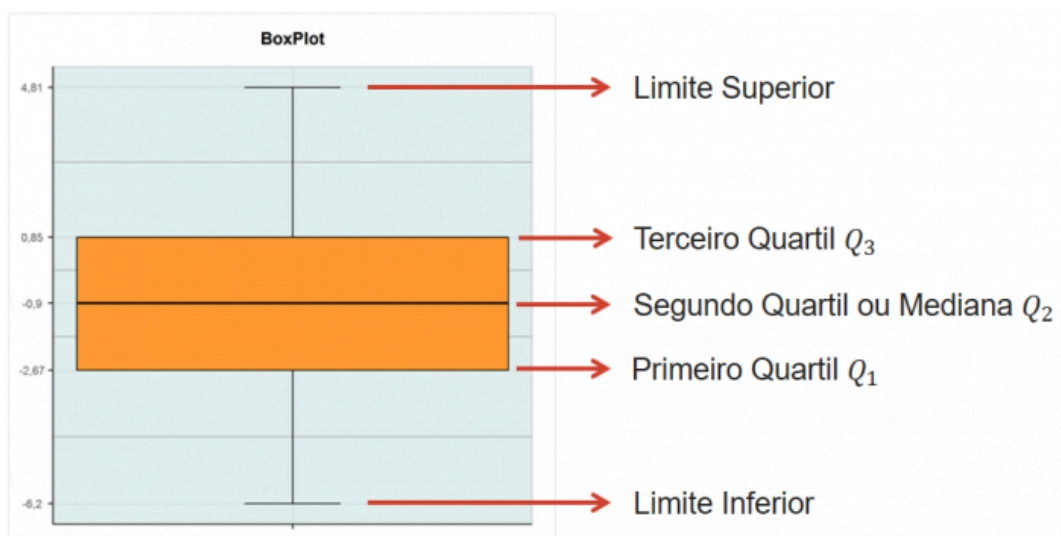 BoxPlot
4,81
Limite Superior
0,85
Terceiro Quartil Q3
-0,9
Segundo Quartil ou Mediana Q2
-2,67
Primeiro Quartil Q1
-6,2
Limite Inferior